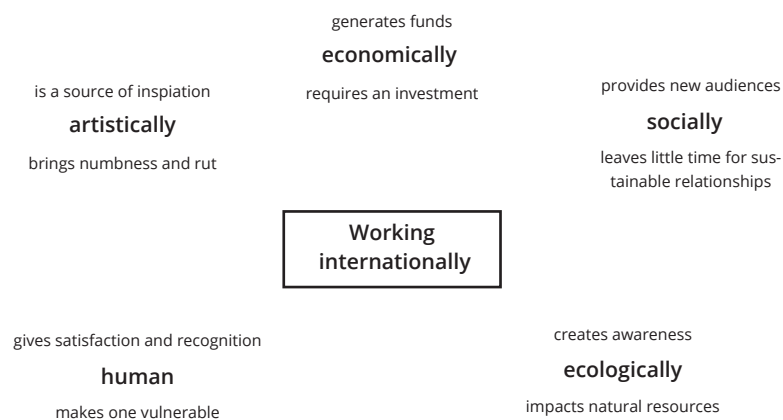 generates funds
economically
requires an investment
is a source of inspiation
artistically
brings numbness and rut
provides new audiences
socially
leaves little time for sus-
tainable relationships
Working
internationally
gives satisfaction and recognition
human
makes one vulnerable
creates awareness
ecologically
impacts natural resources